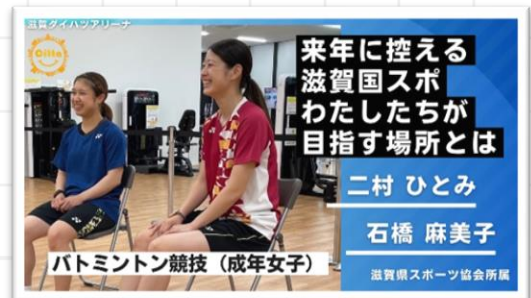 滋賀ダイハツアリーナ
来年に控える
滋賀国スポ
わたしたちが
目指す場所とは
二村 ひとみ
石橋 麻美子
滋賀県スポーツ協会所属
バトミントン競技（成年女子）